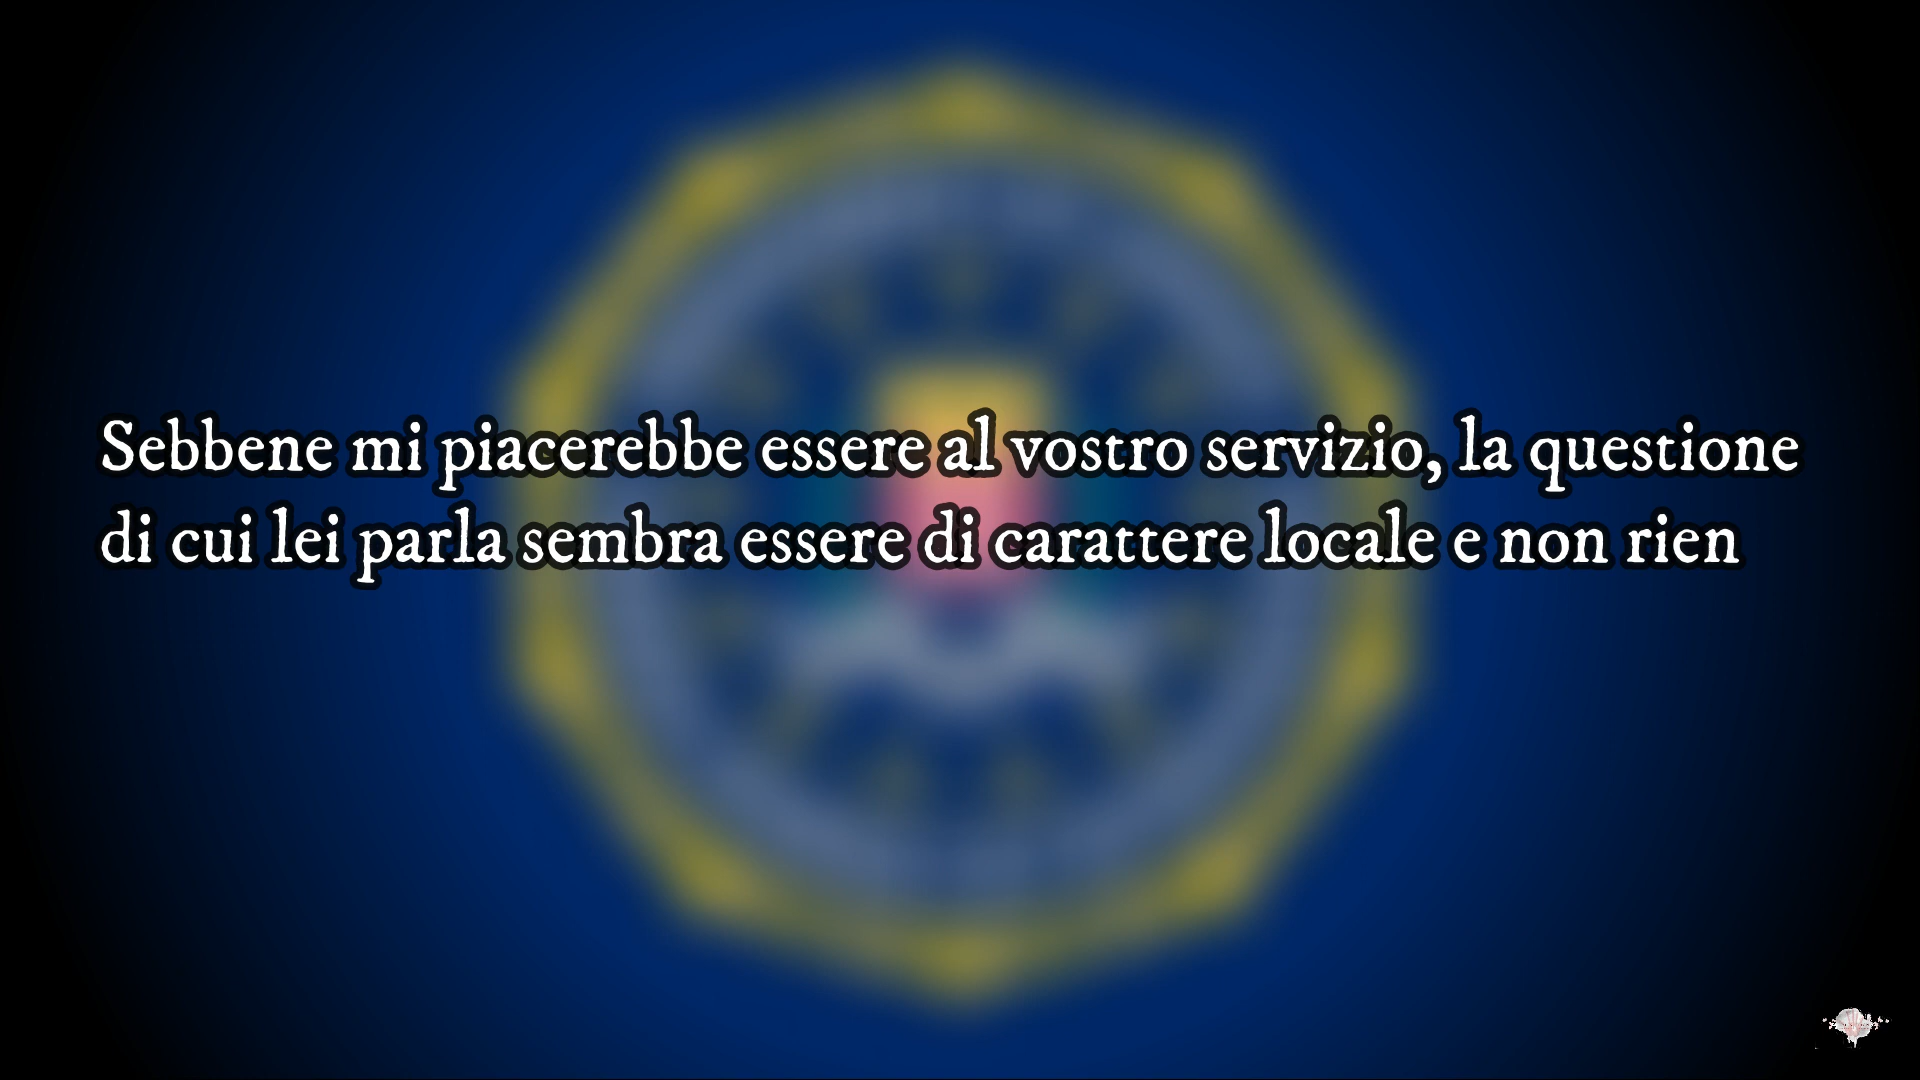 Sebbene mi piacerebbe essere al vostro servizio, la questione
di cui lei parla sembra essere di carattere locale e non rien